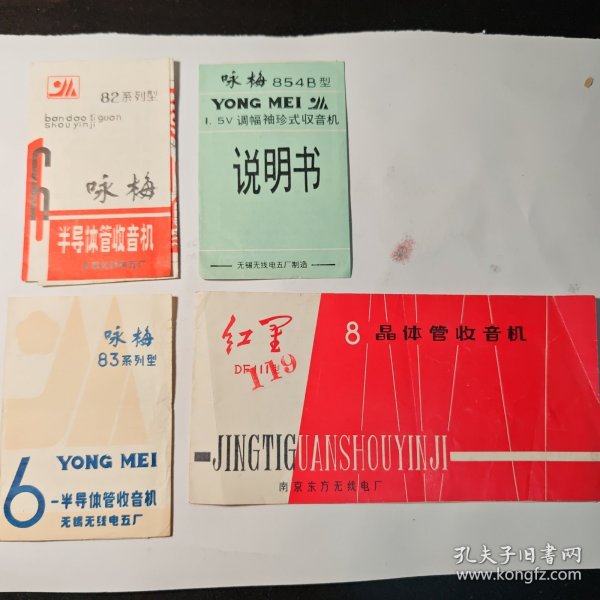 82系列型
bandao tiguan
shouyinji
咏梅
半导体管收音机
咏梅 854B型
YONG MEI
1.5V 调幅袖珍式收音机
说明书
无锡无线电五厂制造
咏梅
83系列型
YONG MEI
6-半导体管收音机
无锡无线电五厂
红星
8 晶体管收音机
119
JINGTIGUANSHOUYINJI
南京东方无线电厂
孔夫子旧书网
www.kongfz.com